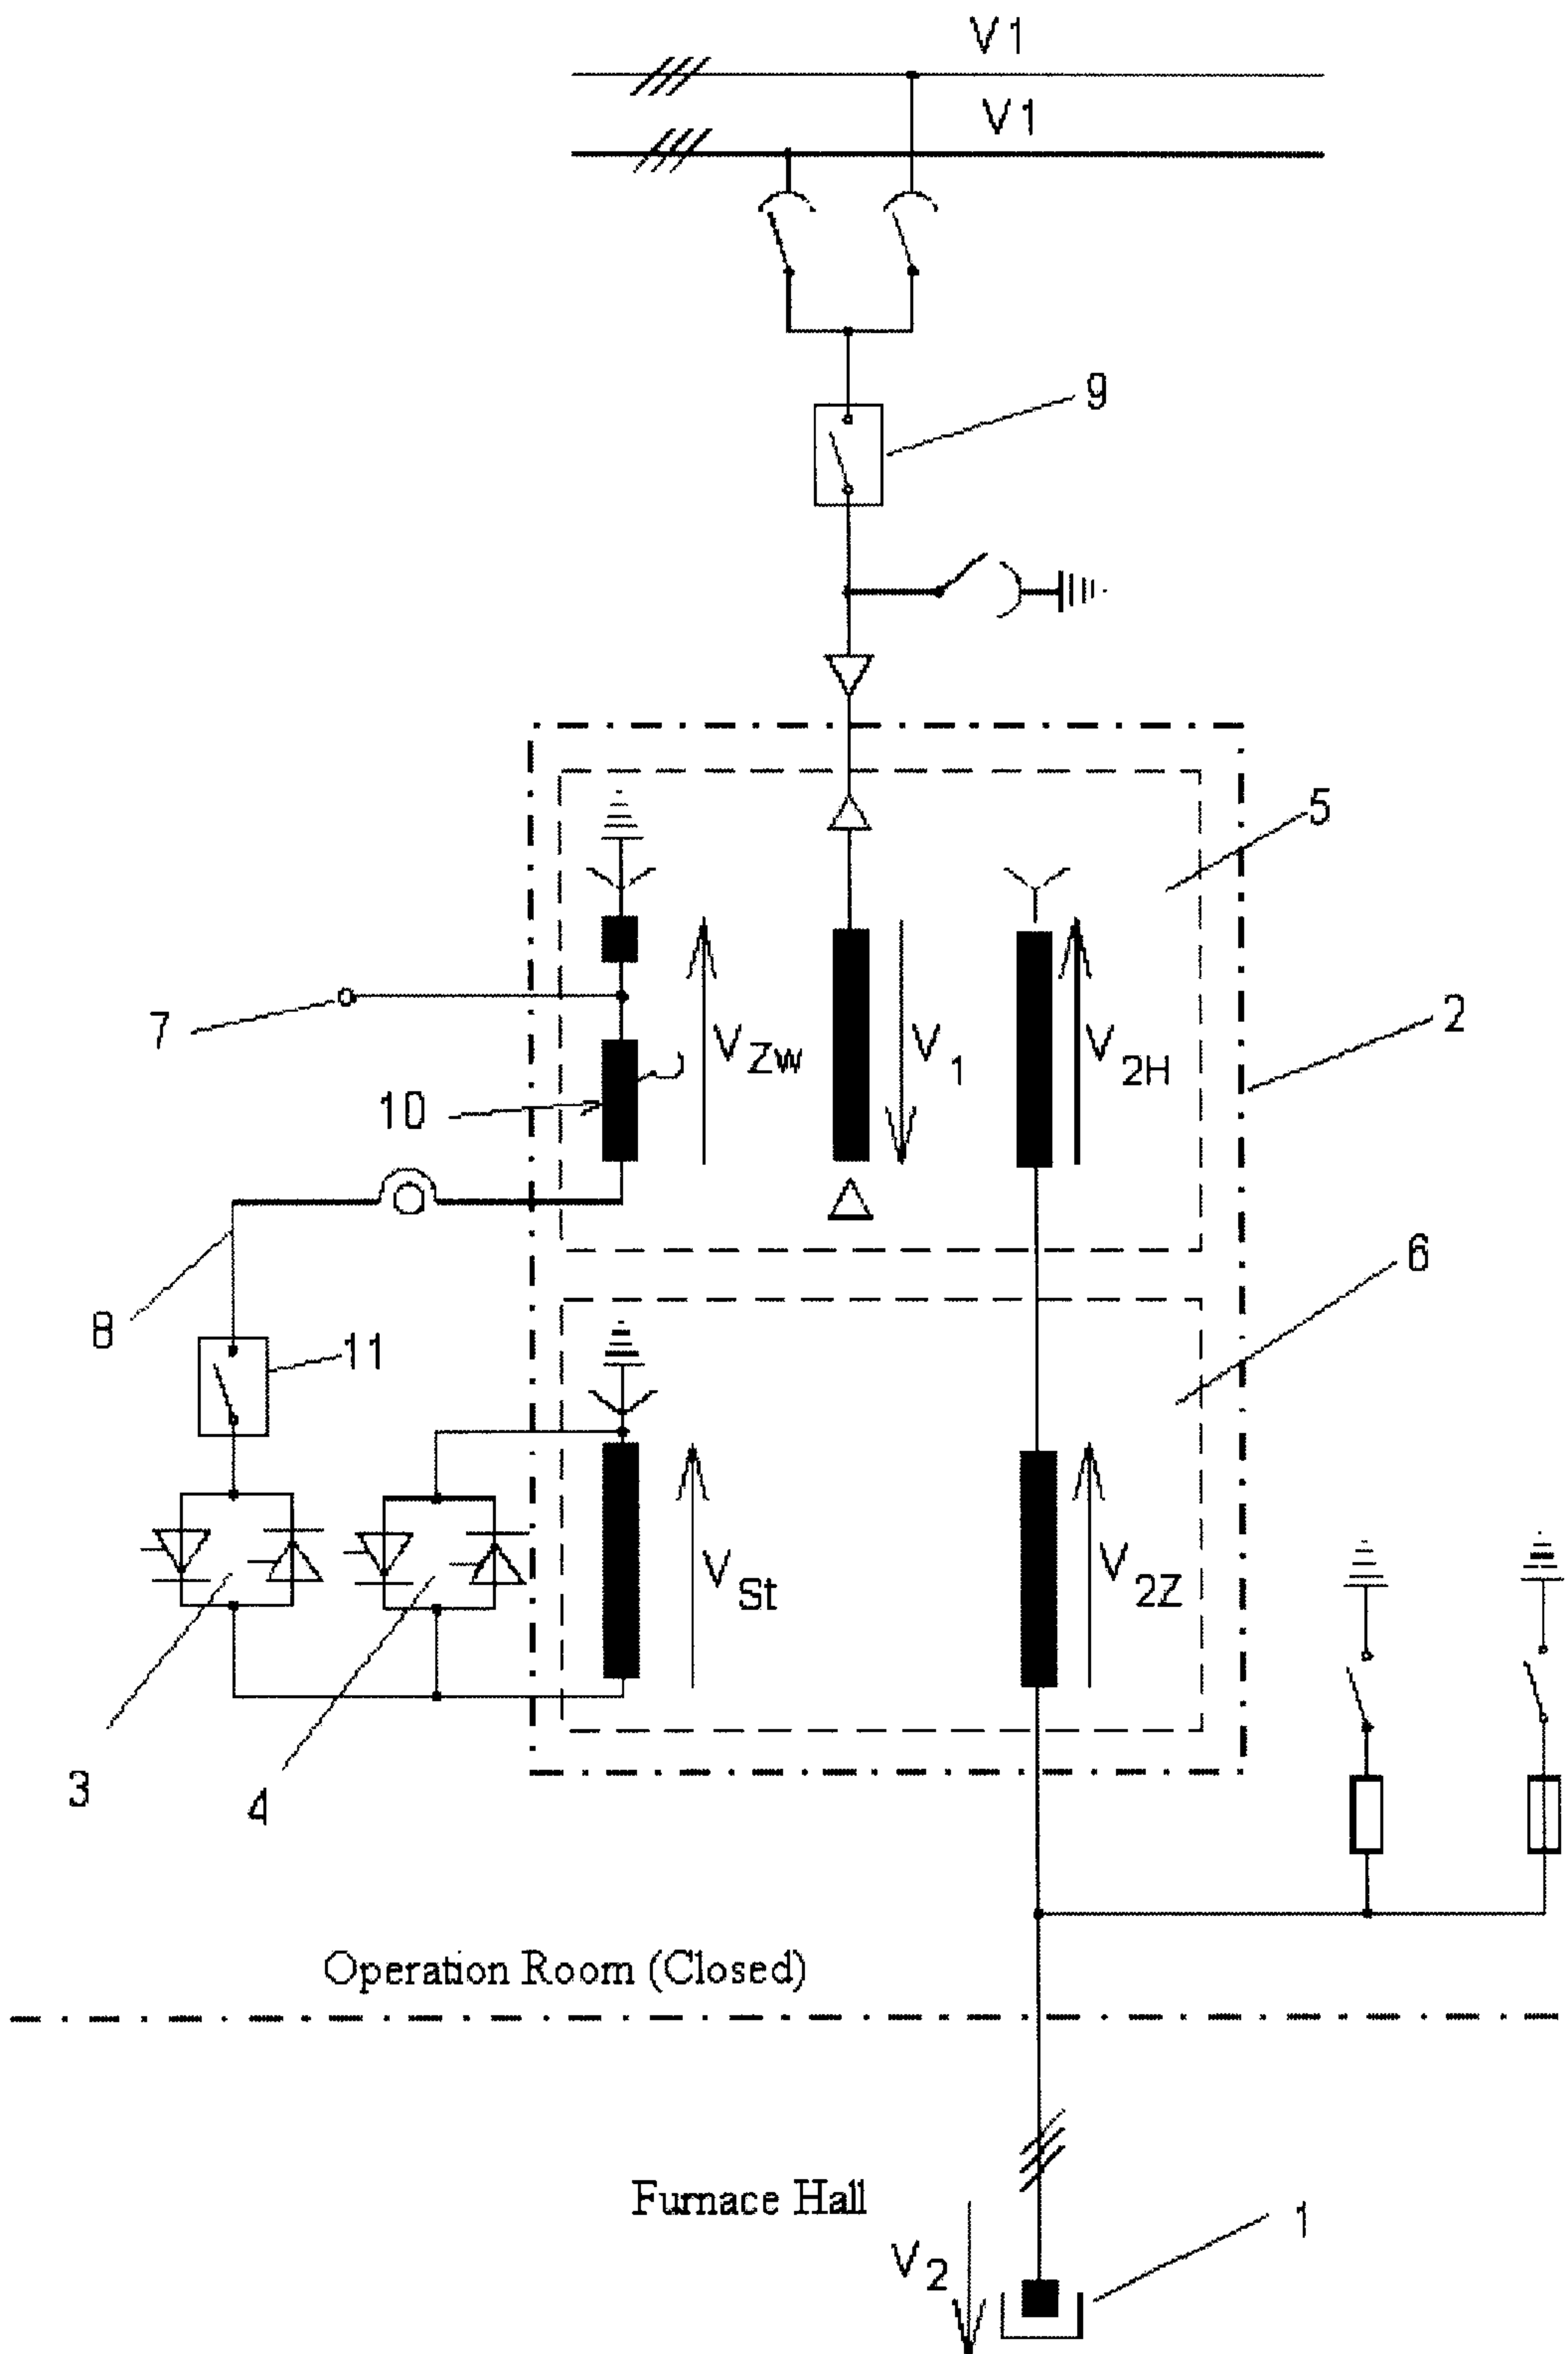 V1
V1
9
5
7
VZw
V1
V2H
2
10
8
6
11
VSt
V2Z
3
4
Operation Room (Closed)
Furnace Hall
V2
1